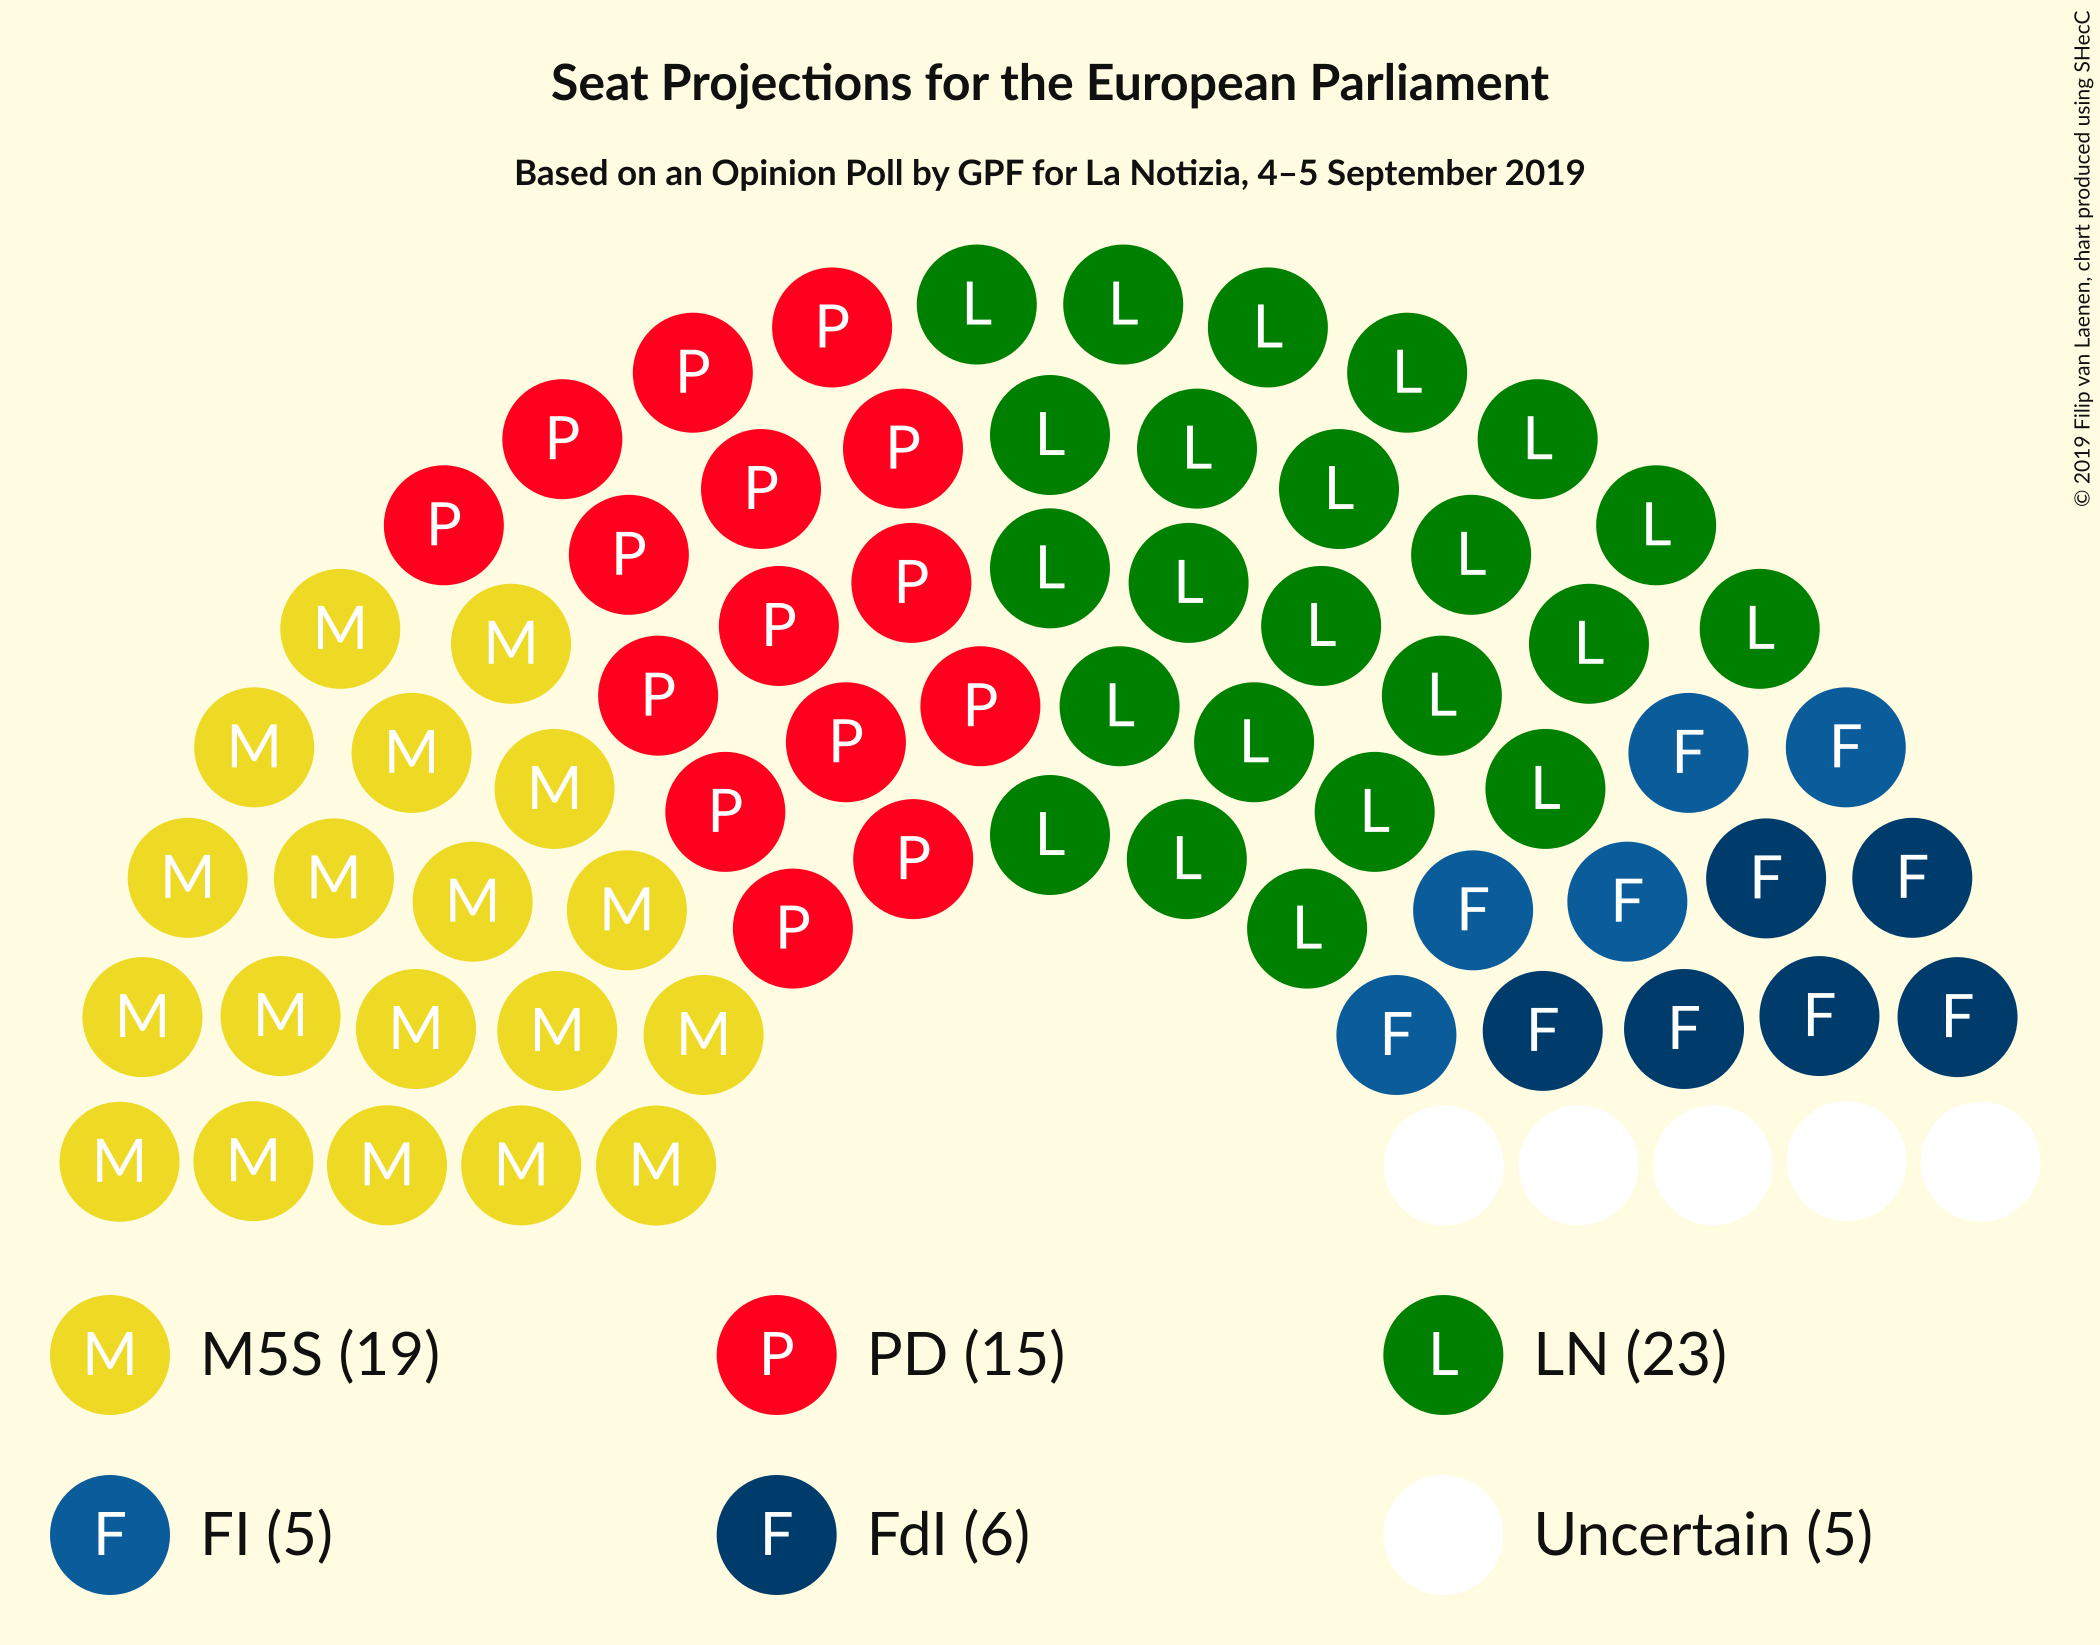 Seat Projections for the European Parliament
Based on an Opinion Poll by GPF for La Notizia, 4–5 September 2019
© 2019 Filip van Laenen, chart produced using SHecC
L L
P L
P L
P L
P L
P L
P L
P L
M L
P L
L
P L
P L
M L
M L
P L
P L
M F
M F
P L
M L
P L
L
P L
M F
M F
M F
M F
P L
M F
M F
M F
M F
M F
M M M M M
M M5S (19) P PD (15) L LN (23)
F FI (5) F FdI (6) Uncertain (5)